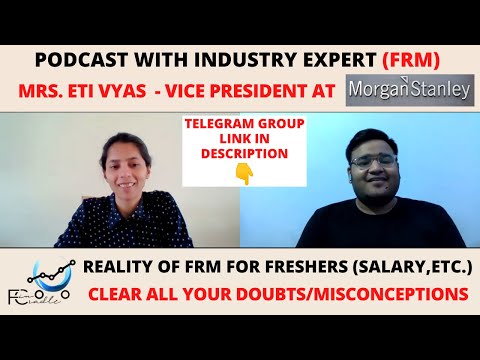 PODCAST WITH INDUSTRY EXPERT (FRM)
MRS. ETI VYAS - VICE PRESIDENT AT MorganStanley
TELEGRAM GROUP
LINK IN
DESCRIPTION
REALITY OF FRM FOR FRESHERS (SALARY,ETC.)
CLEAR ALL YOUR DOUBTS/MISCONCEPTIONS